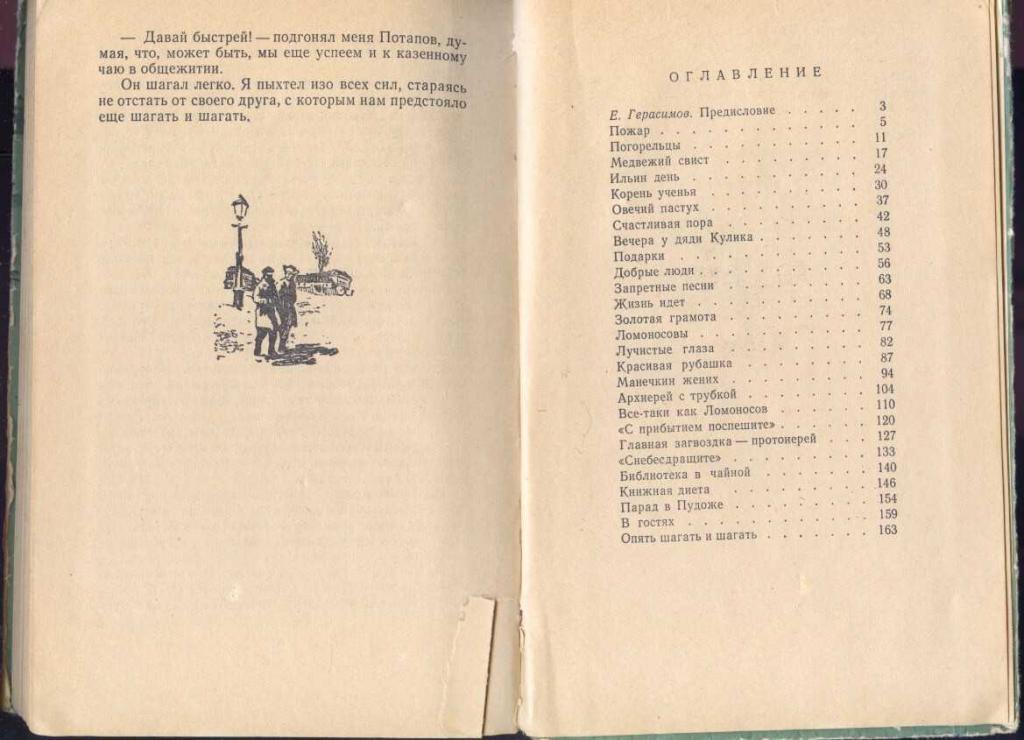 — Давай быстрей! — подгонял меня Потапов, ду-
мая, что, может быть, мы еще успеем и к казенному
чаю в общежитии.
Он шагал легко. Я пыхтел изо всех сил, стараясь
не отстать от своего друга, с которым нам предстояло
еще шагать и шагать.
ОГЛАВЛЕНИЕ
Е. Герасимов. Предисловие . . . . . 3
Пожар . . . . . . . . . . . . 5
Погорельцы . . . . . . . . . . 11
Медвежий свист . . . . . . . . 17
Ильин день . . . . . . . . . . 24
Корень ученья . . . . . . . . . 30
Овечий пастух . . . . . . . . . 37
Счастливая пора . . . . . . . . 42
Вечера у дяди Кулика . . . . . . . 48
Подарки . . . . . . . . . . . 53
Добрые люди . . . . . . . . . . 56
Запретные песни . . . . . . . . 63
Жизнь идет . . . . . . . . . . 68
Золотая грамота . . . . . . . . 74
Ломоносовы . . . . . . . . . . 77
Лучистые глаза . . . . . . . . 82
Красивая рубашка . . . . . . . . 87
Манечкин жених . . . . . . . . 94
Архиерей с трубкой . . . . . . . 104
Все-таки как Ломоносов . . . . . . 110
«С прибытием поспешите» . . . . . . 120
Главная загвоздка — протоиерей . . . 127
«Снебесдращите» . . . . . . . . 133
Библиотека в чайной . . . . . . . 140
Книжная диета . . . . . . . . 146
Парад в Пудоже . . . . . . . . 154
В гостях . . . . . . . . . . . 159
Опять шагать и шагать . . . . . . . 163